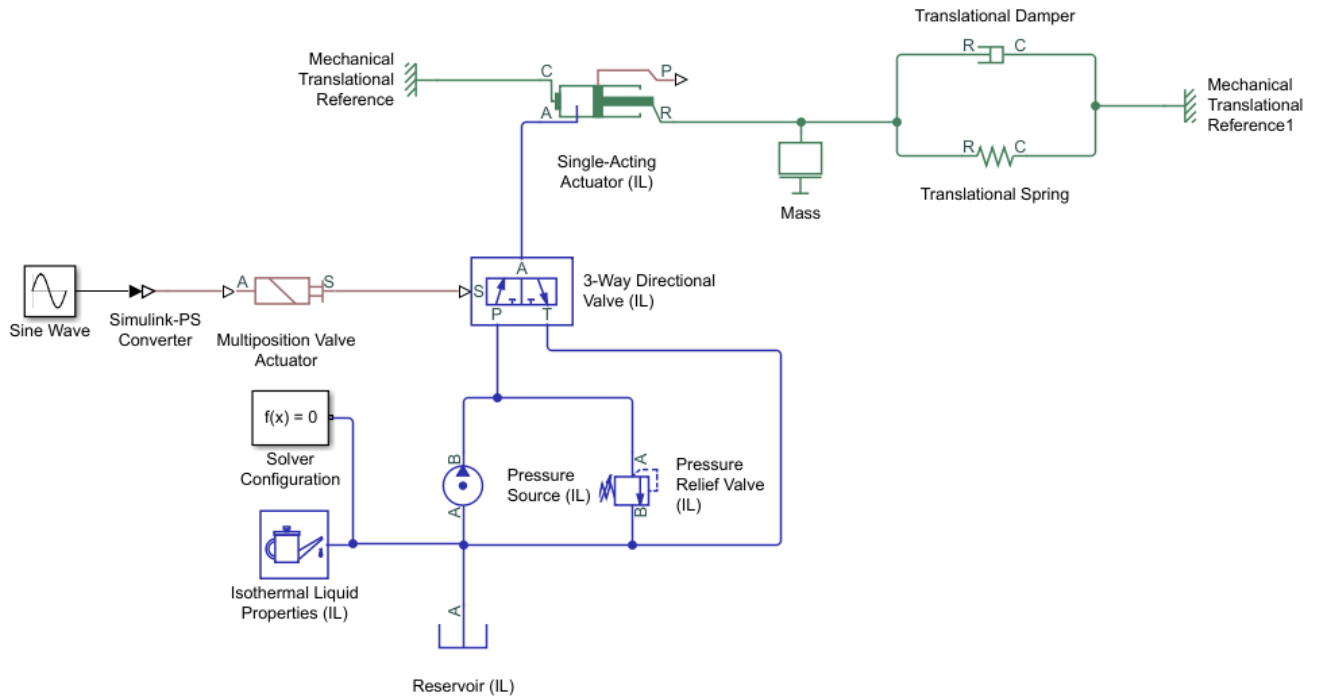 Translational Damper
R C
Mechanical
Translational
Reference
C
P
A
R
Mechanical
Translational
Reference1
Single-Acting
Actuator (IL)
R C
Translational Spring
Mass
Sine Wave
Simulink-PS
Converter
A S
Multiposition Valve
Actuator
S
A
P T
3-Way Directional
Valve (IL)
f(x) = 0
Solver
Configuration
B
A
Pressure
Source (IL)
A
B
Pressure
Relief Valve
(IL)
Isothermal Liquid
Properties (IL)
A
Reservoir (IL)